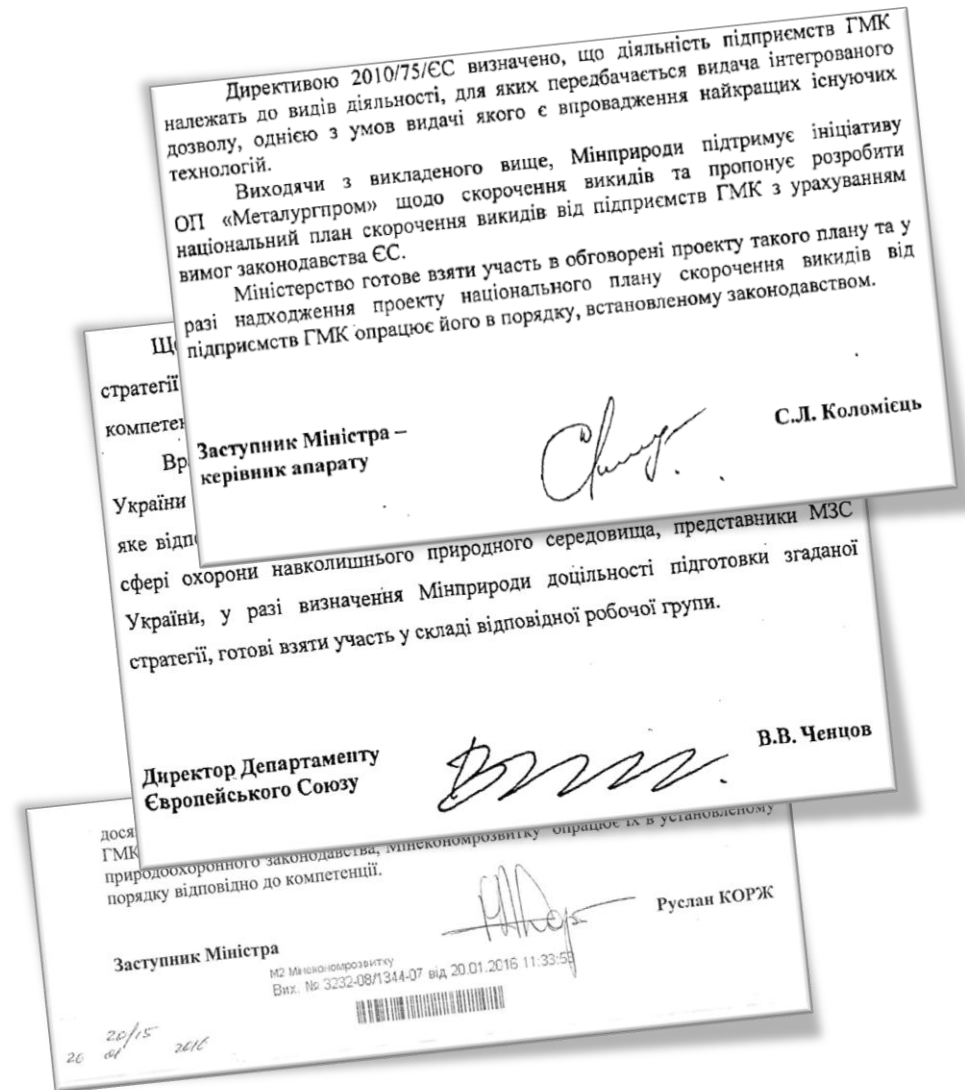 Директивою 2010/75/ЄС визначено, що діяльність підприємств ГМК
належать до видів діяльності, для яких передбачається видача інтегрованого
дозволу, однією з умов видачі якого є впровадження найкращих існуючих
технологій.
Виходячи з викладеного вище, Мінприроди підтримує ініціативу
ОП «Металургпром» щодо скорочення викидів та пропонує розробити
національний план скорочення викидів від підприємств ГМК з урахуванням
вимог законодавства ЄС.
Міністерство готове взяти участь в обговорені проекту такого плану та у
разі надходження проекту національного плану скорочення викидів від
підприємств ГМК опрацює його в порядку, встановленому законодавством.
Заступник Міністра –
керівник апарату
С.Л. Коломієць
стратегії
України
сфері охорони навколишнього природного середовища, представники МЗС
України, у разі визначення Мінприроди доцільності підготовки згаданої
стратегії, готові взяти участь у складі відповідної робочої групи.
Директор Департаменту
Європейського Союзу
В.В. Ченцов
ГМК
природоохоронного законодавства, Мінекономрозвитку опрацює їх в установленому
порядку відповідно до компетенції.
Заступник Міністра
Руслан КОРЖ
М2 Мінекономрозвитку
Вих. № 3232-08/1344-07 від 20.01.2016 11:33:53
20/15
26 01 2016